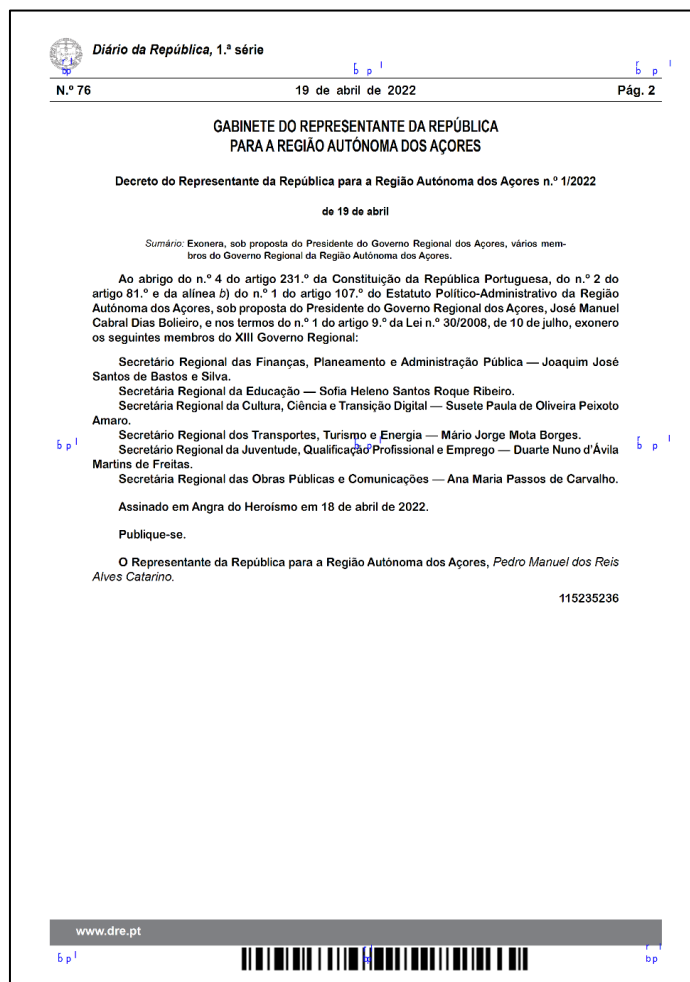 Diário da República, 1.ª série
N.º 76 19 de abril de 2022 Pág. 2
GABINETE DO REPRESENTANTE DA REPÚBLICA
PARA A REGIÃO AUTÓNOMA DOS AÇORES
Decreto do Representante da República para a Região Autónoma dos Açores n.º 1/2022
de 19 de abril
Sumário: Exonera, sob proposta do Presidente do Governo Regional dos Açores, vários mem-
bros do Governo Regional da Região Autónoma dos Açores.
Ao abrigo do n.º 4 do artigo 231.º da Constituição da República Portuguesa, do n.º 2 do
artigo 81.º e da alínea b) do n.º 1 do artigo 107.º do Estatuto Político-Administrativo da Região
Autónoma dos Açores, sob proposta do Presidente do Governo Regional dos Açores, José Manuel
Cabral Dias Bolieiro, e nos termos do n.º 1 do artigo 9.º da Lei n.º 30/2008, de 10 de julho, exonero
os seguintes membros do XIII Governo Regional:
Secretário Regional das Finanças, Planeamento e Administração Pública — Joaquim José
Santos de Bastos e Silva.
Secretária Regional da Educação — Sofia Heleno Santos Roque Ribeiro.
Secretária Regional da Cultura, Ciência e Transição Digital — Susete Paula de Oliveira Peixoto
Amaro.
Secretário Regional dos Transportes, Turismo e Energia — Mário Jorge Mota Borges.
Secretário Regional da Juventude, Qualificação Profissional e Emprego — Duarte Nuno d'Ávila
Martins de Freitas.
Secretária Regional das Obras Públicas e Comunicações — Ana Maria Passos de Carvalho.
Assinado em Angra do Heroísmo em 18 de abril de 2022.
Publique-se.
O Representante da República para a Região Autónoma dos Açores, Pedro Manuel dos Reis
Alves Catarino.
115235236
www.dre.pt